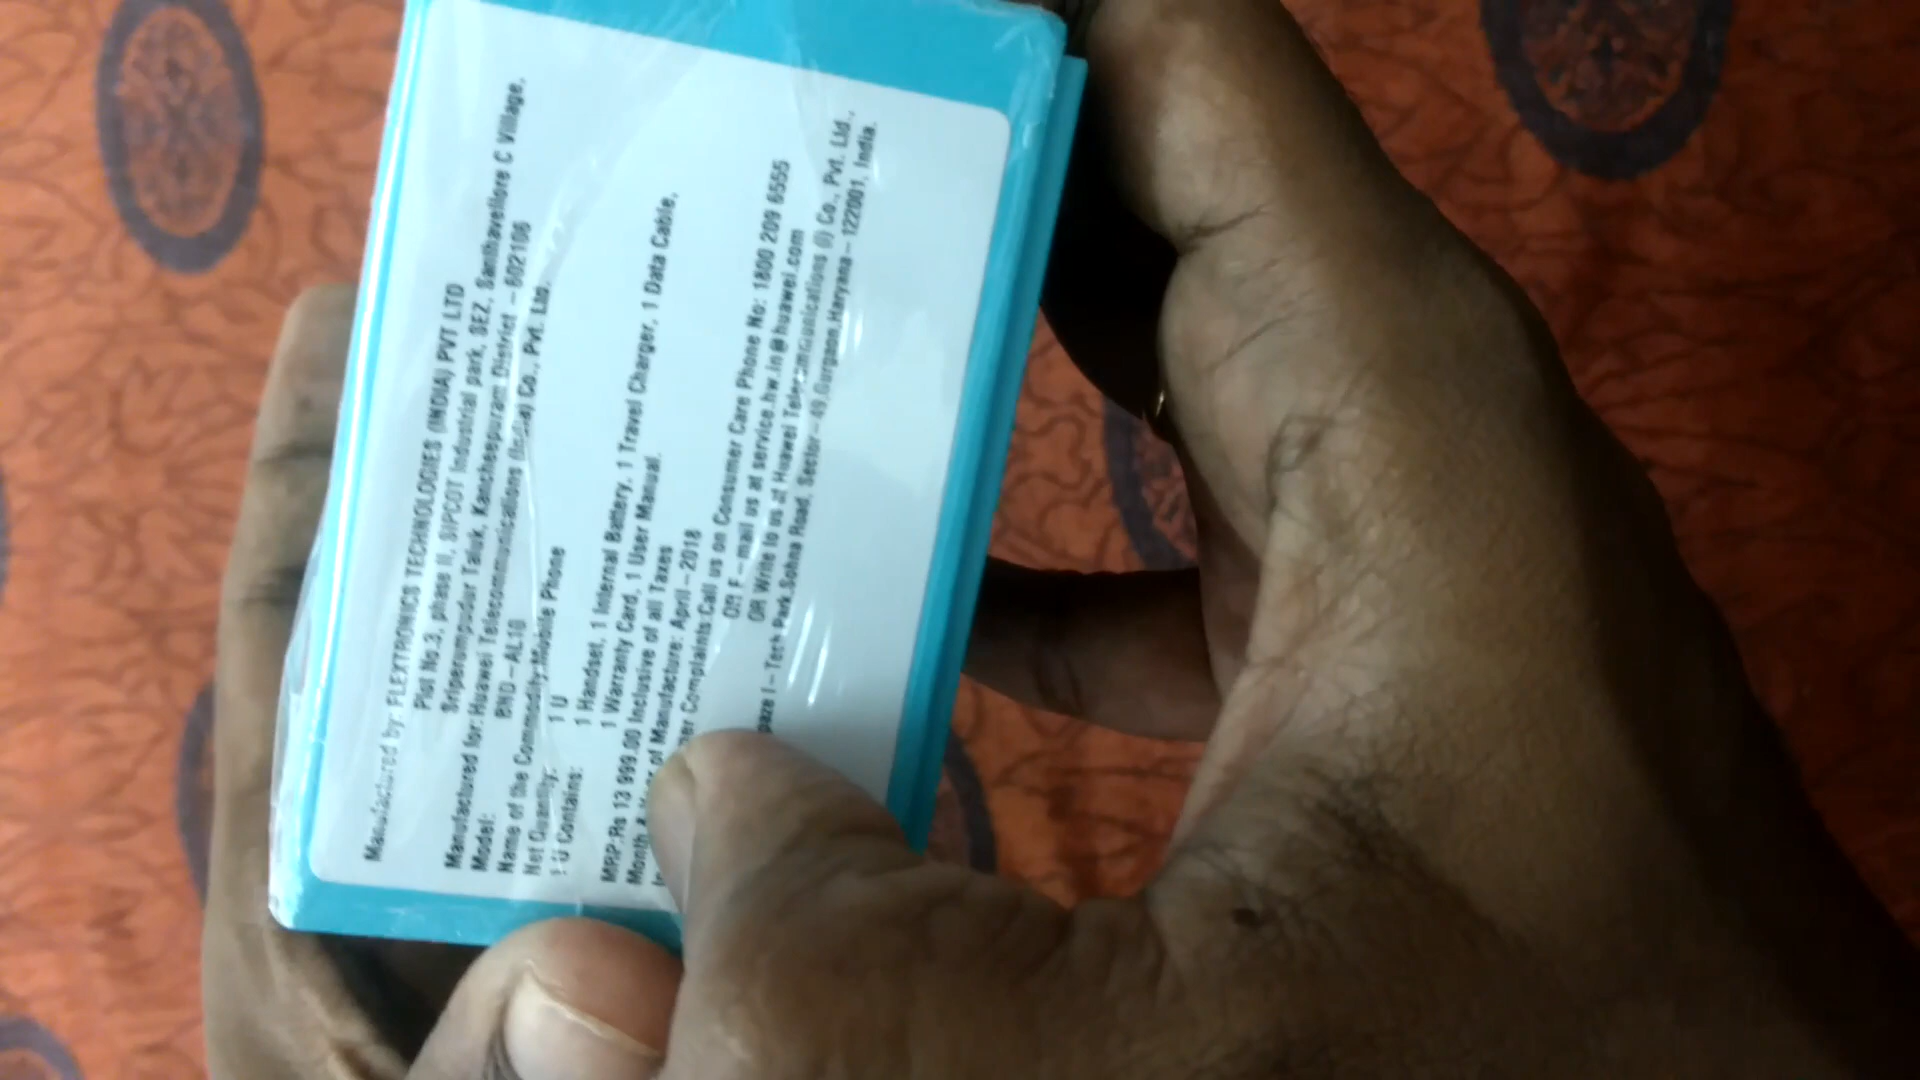 Manufactured by: FLEXTRONICS TECHNOLOGIES (INDIA) PVT LTD
Plot No.3, phase II, SIPCOT Industrial park, SEZ, Santhavellore C Village,
Sriperumpudur Taluk, Kancheepuram District – 602106
Manufactured for: Huawei Telecommunications (India) Co., Pvt. Ltd.
Model: BND–AL10
Name of the Commodity: Mobile Phone
Net Quantity: 1 U
1 U Contains: 1 Handset, 1 Internal Battery, 1 Travel Charger, 1 Data Cable,
1 Warranty Card, 1 User Manual.
MRP: Rs 13 999.00 Inclusive of all Taxes
Month & of Manufacture: April–2018
Complaints Call us on Consumer Care Phone No: 1800 209 6555
OR E–mail us at service.hw.in@huawei.com
OR Write to us at Huawei Telecommunications (I) Co., Pvt. Ltd.,
I–Tech Park,Sohna Road, Sector–49,Gurgaon,Haryana–122001, India.